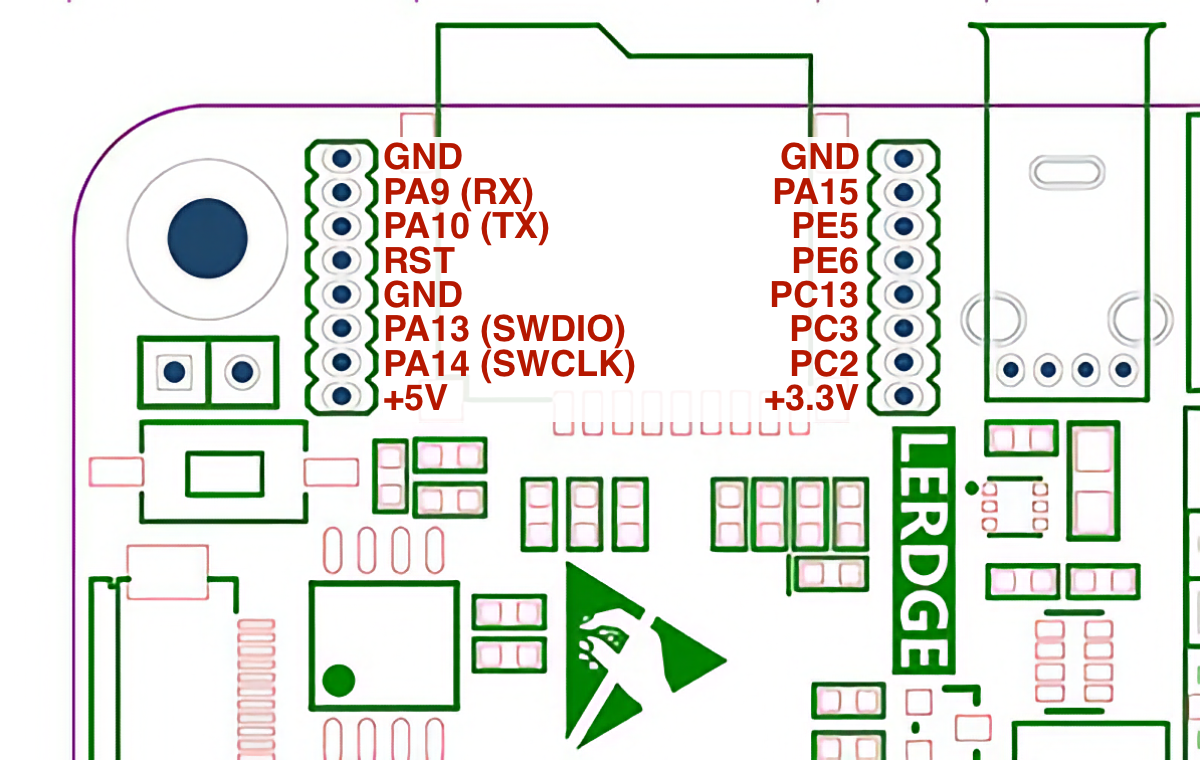 GND
PA9 (RX)
PA10 (TX)
RST
GND
PA13 (SWDIO)
PA14 (SWCLK)
+5V
GND
PA15
PE5
PE6
PC13
PC3
PC2
+3.3V
LERDGE